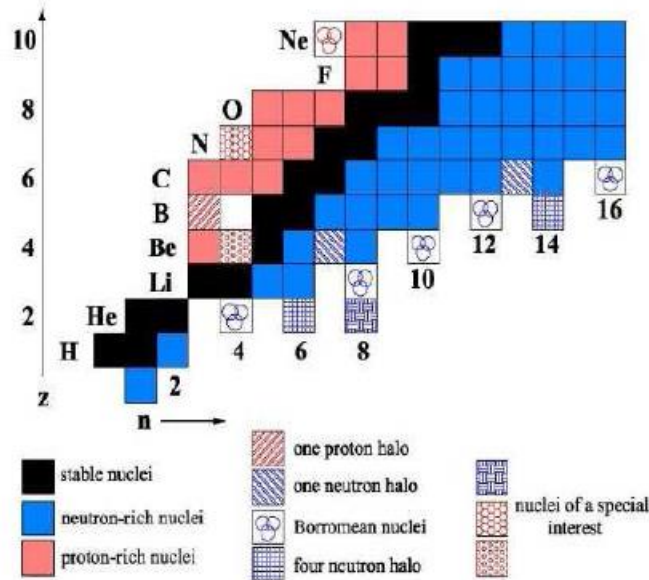 10 Ne
F
8 O
N
6 C
B
4 Be
Li
2 He
H
z
n
2
4
6
8
10
12
14
16
stable nuclei
neutron-rich nuclei
proton-rich nuclei
one proton halo
one neutron halo
Borromean nuclei
four neutron halo
nuclei of a special
interest